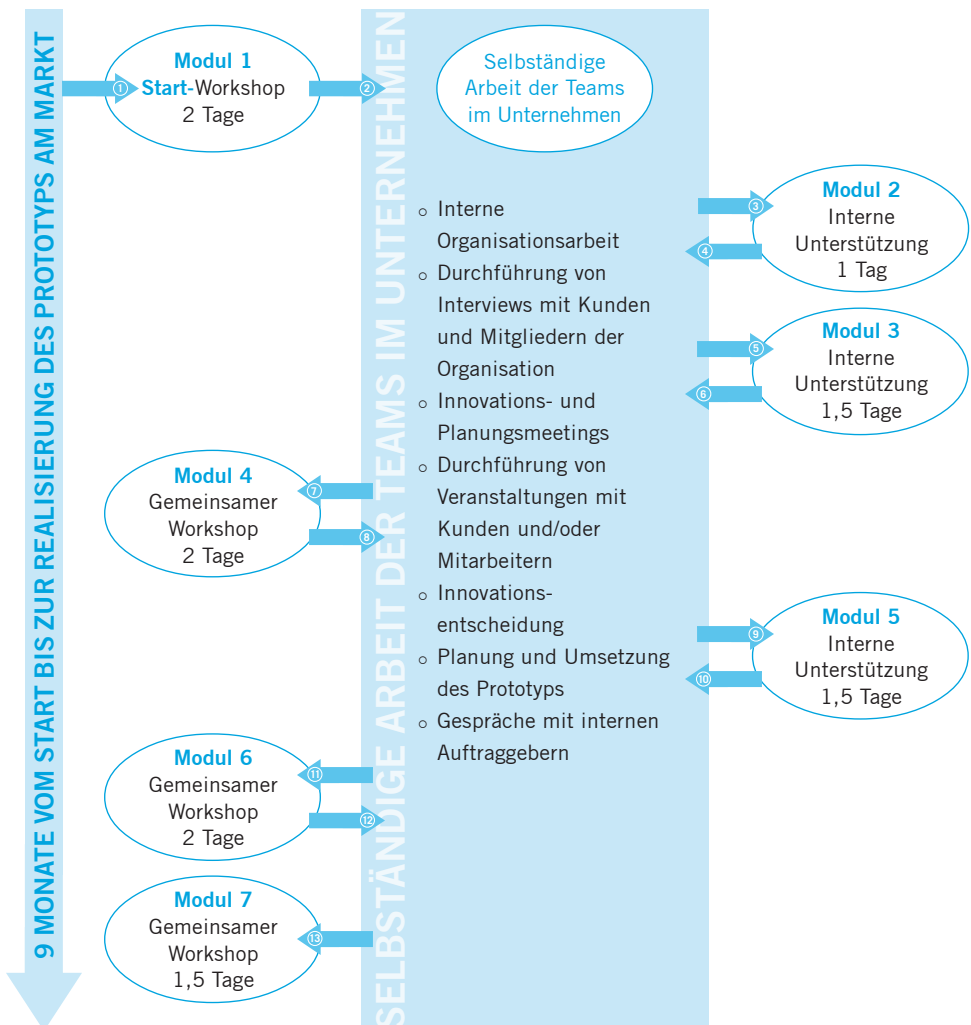 9 MONATE VOM START BIS ZUR REALISIERUNG DES PROTOTYPS AM MARKT
1
Modul 1
Start-Workshop
2 Tage
2
SELBSTÄNDIGE ARBEIT DER TEAMS IM UNTERNEHMEN
Selbständige
Arbeit der Teams
im Unternehmen
○ Interne
Organisationsarbeit
○ Durchführung von
Interviews mit Kunden
und Mitgliedern der
Organisation
○ Innovations- und
Planungsmeetings
○ Durchführung von
Veranstaltungen mit
Kunden und/oder
Mitarbeitern
○ Innovations-
entscheidung
○ Planung und Umsetzung
des Prototyps
○ Gespräche mit internen
Auftraggebern
3
4
Modul 2
Interne
Unterstützung
1 Tag
5
6
Modul 3
Interne
Unterstützung
1,5 Tage
7
8
Modul 4
Gemeinsamer
Workshop
2 Tage
9
10
Modul 5
Interne
Unterstützung
1,5 Tage
11
12
Modul 6
Gemeinsamer
Workshop
2 Tage
13
Modul 7
Gemeinsamer
Workshop
1,5 Tage